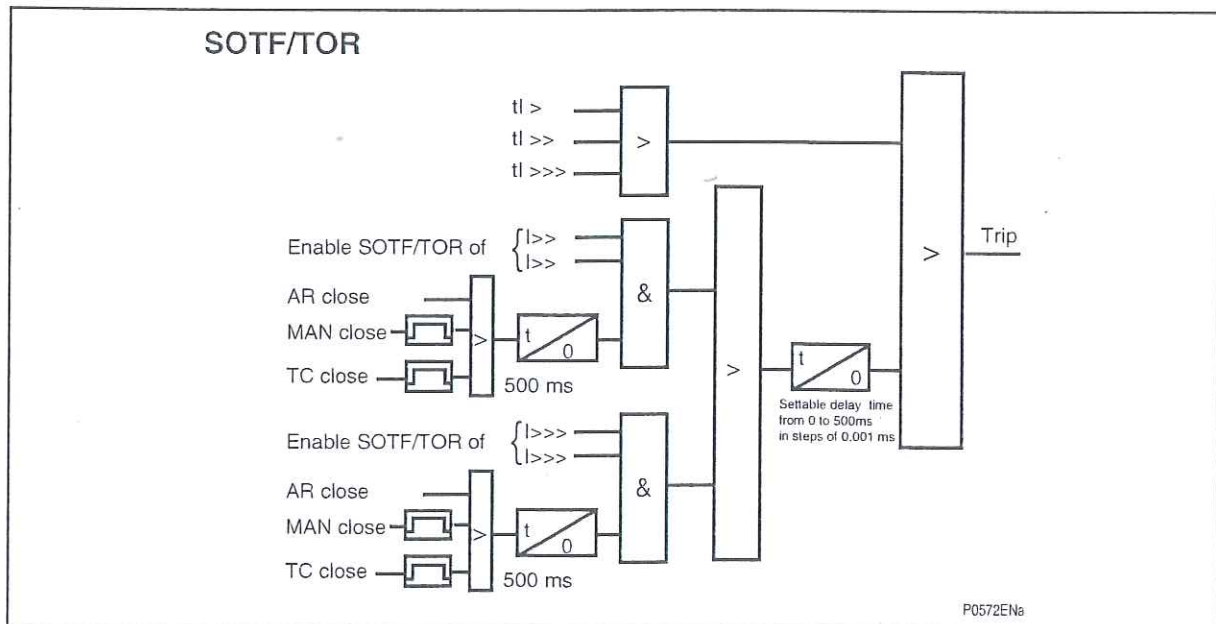 SOTF/TOR
tI >
tI >>
tI >>>
>
Enable SOTF/TOR of { I>>
I>>
&
AR close
MAN close
TC close
>
t
0
500 ms
Enable SOTF/TOR of { I>>>
I>>>
&
AR close
MAN close
TC close
>
t
0
500 ms
>
t
0
Settable delay time
from 0 to 500ms
in steps of 0.001 ms
>
Trip
P0572ENa